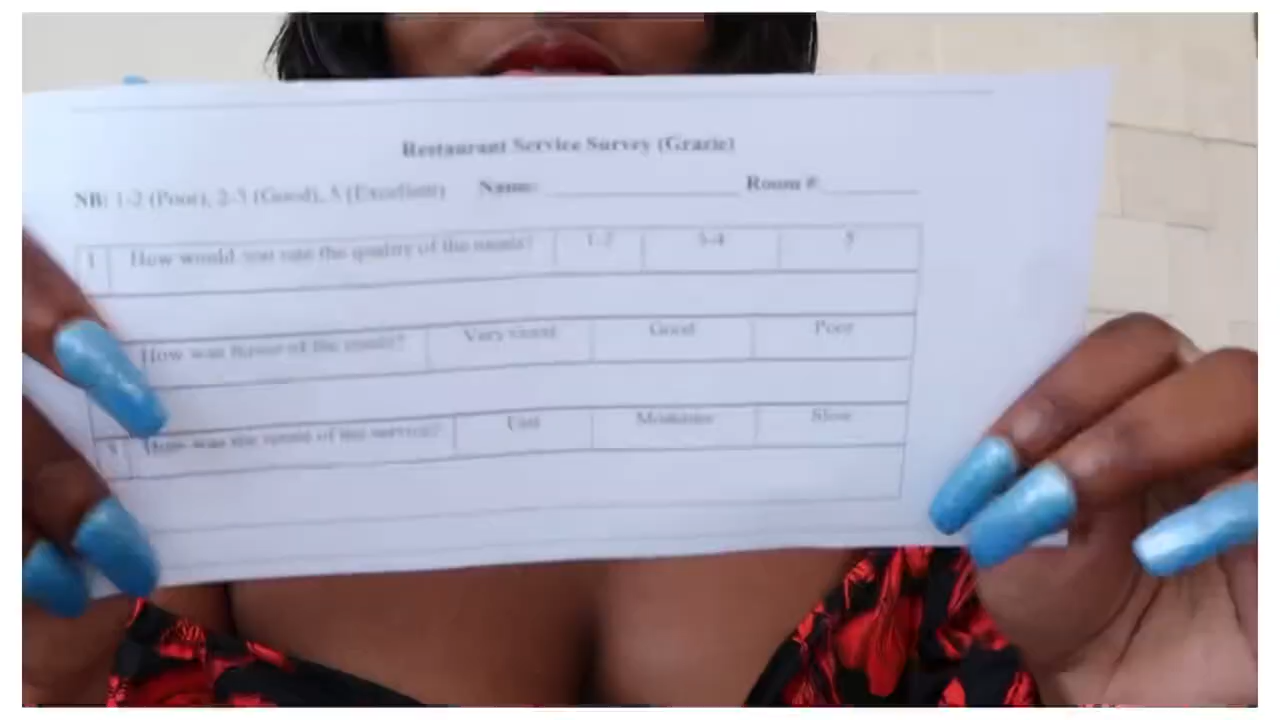 Restaurant Service Survey (Grazie)
NB: 1-2 (Poor), 2-3 (Good), 5 (Excellent) Name: Room #
1 How would you rate the quality of the meals? 1-2 3-4 5
How was flavor of the meals? Very Good Poor
3 How was the speed of the service? Fast Moderate Slow